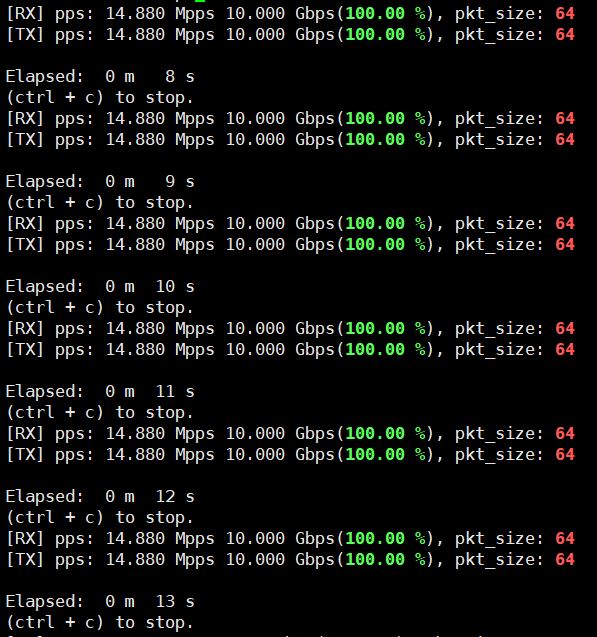 [RX] pps: 14.880 Mpps 10.000 Gbps(100.00 %), pkt_size: 64
[TX] pps: 14.880 Mpps 10.000 Gbps(100.00 %), pkt_size: 64
Elapsed:  0 m   8 s
(ctrl + c) to stop.
[RX] pps: 14.880 Mpps 10.000 Gbps(100.00 %), pkt_size: 64
[TX] pps: 14.880 Mpps 10.000 Gbps(100.00 %), pkt_size: 64
Elapsed:  0 m   9 s
(ctrl + c) to stop.
[RX] pps: 14.880 Mpps 10.000 Gbps(100.00 %), pkt_size: 64
[TX] pps: 14.880 Mpps 10.000 Gbps(100.00 %), pkt_size: 64
Elapsed:  0 m  10 s
(ctrl + c) to stop.
[RX] pps: 14.880 Mpps 10.000 Gbps(100.00 %), pkt_size: 64
[TX] pps: 14.880 Mpps 10.000 Gbps(100.00 %), pkt_size: 64
Elapsed:  0 m  11 s
(ctrl + c) to stop.
[RX] pps: 14.880 Mpps 10.000 Gbps(100.00 %), pkt_size: 64
[TX] pps: 14.880 Mpps 10.000 Gbps(100.00 %), pkt_size: 64
Elapsed:  0 m  12 s
(ctrl + c) to stop.
[RX] pps: 14.880 Mpps 10.000 Gbps(100.00 %), pkt_size: 64
[TX] pps: 14.880 Mpps 10.000 Gbps(100.00 %), pkt_size: 64
Elapsed:  0 m  13 s
(ctrl + c) to stop.